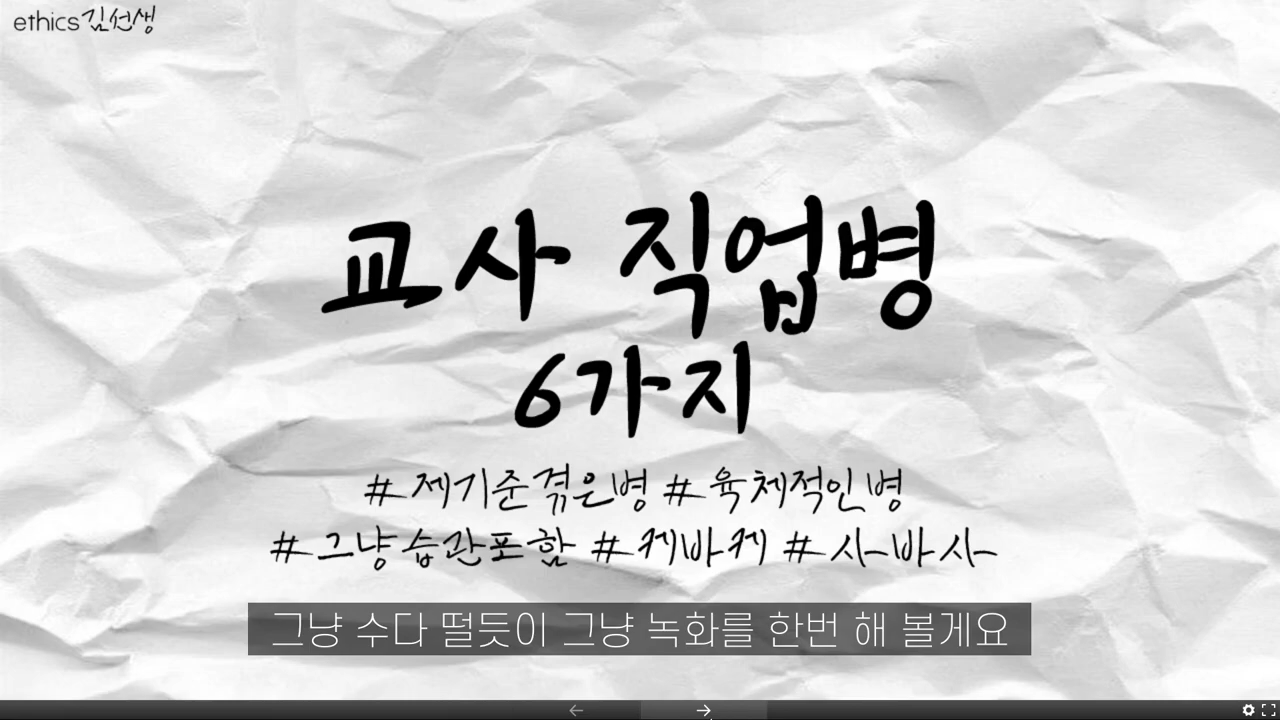 ethics김선생
교사 직업병
6가지
#제기준겪은병 #육체적인병
#그냥습관포함 #케바케 #사바사
그냥 수다 떨듯이 그냥 녹화를 한번 해 볼게요